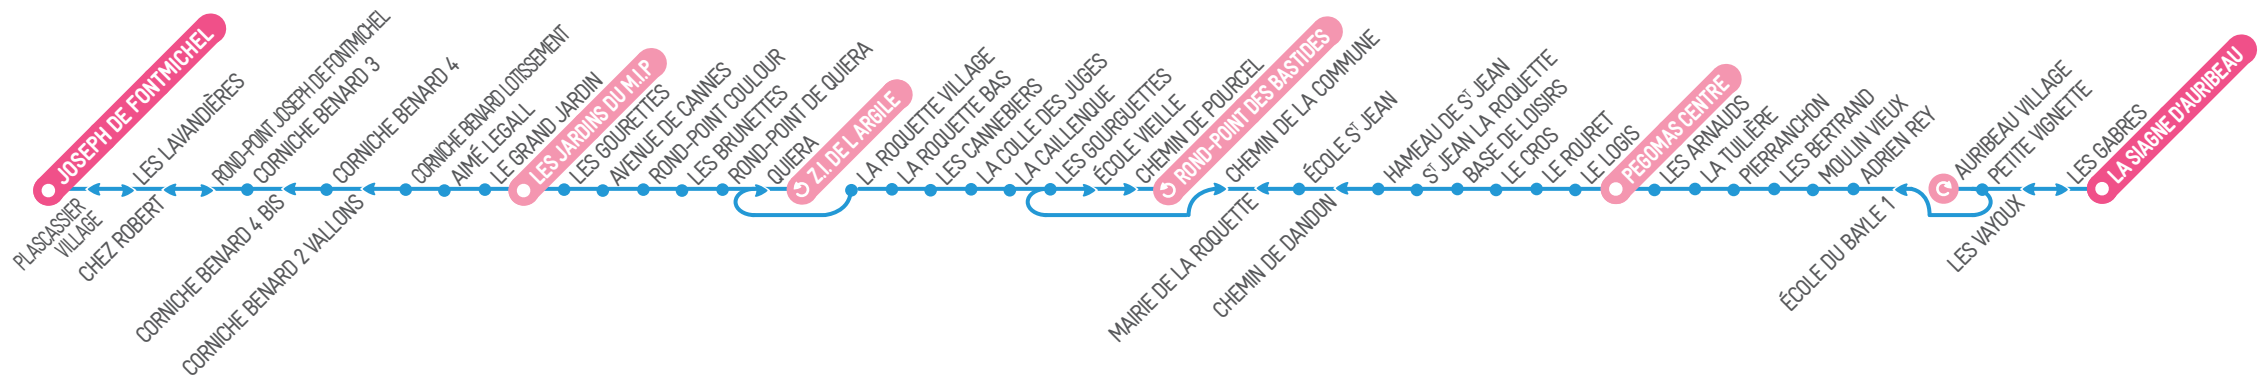 JOSEPH DE FONTMICHEL
PLASCASSIER
VILLAGE
LES LAVANDIÈRES
CHEZ ROBERT
ROND-POINT JOSEPH DE FONTMICHEL
CORNICHE BENARD 3
CORNICHE BENARD 4 BIS
CORNICHE BENARD 4
CORNICHE BENARD 2 VALLONS
CORNICHE BENARD LOTISSEMENT
AIMÉ LEGALL
LE GRAND JARDIN
LES JARDINS DU M.I.P
LES GOURETTES
AVENUE DE CANNES
ROND-POINT COULOUR
LES BRUNETTES
ROND-POINT DE QUIERA
QUIERA
Z.I. DE L'ARGILE
LA ROQUETTE VILLAGE
LA ROQUETTE BAS
LES CANNEBIERS
LA COLLE DES JUGES
LA CAILLENQUE
LES GOURGUETTES
ÉCOLE VIEILLE
CHEMIN DE POURCEL
ROND-POINT DES BASTIDES
CHEMIN DE LA COMMUNE
MAIRIE DE LA ROQUETTE
ÉCOLE ST JEAN
CHEMIN DE DANDON
HAMEAU DE ST JEAN
ST JEAN LA ROQUETTE
BASE DE LOISIRS
LE CROS
LE ROURET
LE LOGIS
PEGOMAS CENTRE
LES ARNAUDS
LA TUILIÈRE
PIERRANCHON
LES BERTRAND
MOULIN VIEUX
ADRIEN REY
ÉCOLE DU BAYLE 1
AURIBEAU VILLAGE
PETITE VIGNETTE
LES VAYOUX
LES GABRES
LA SIAGNE D'AURIBEAU